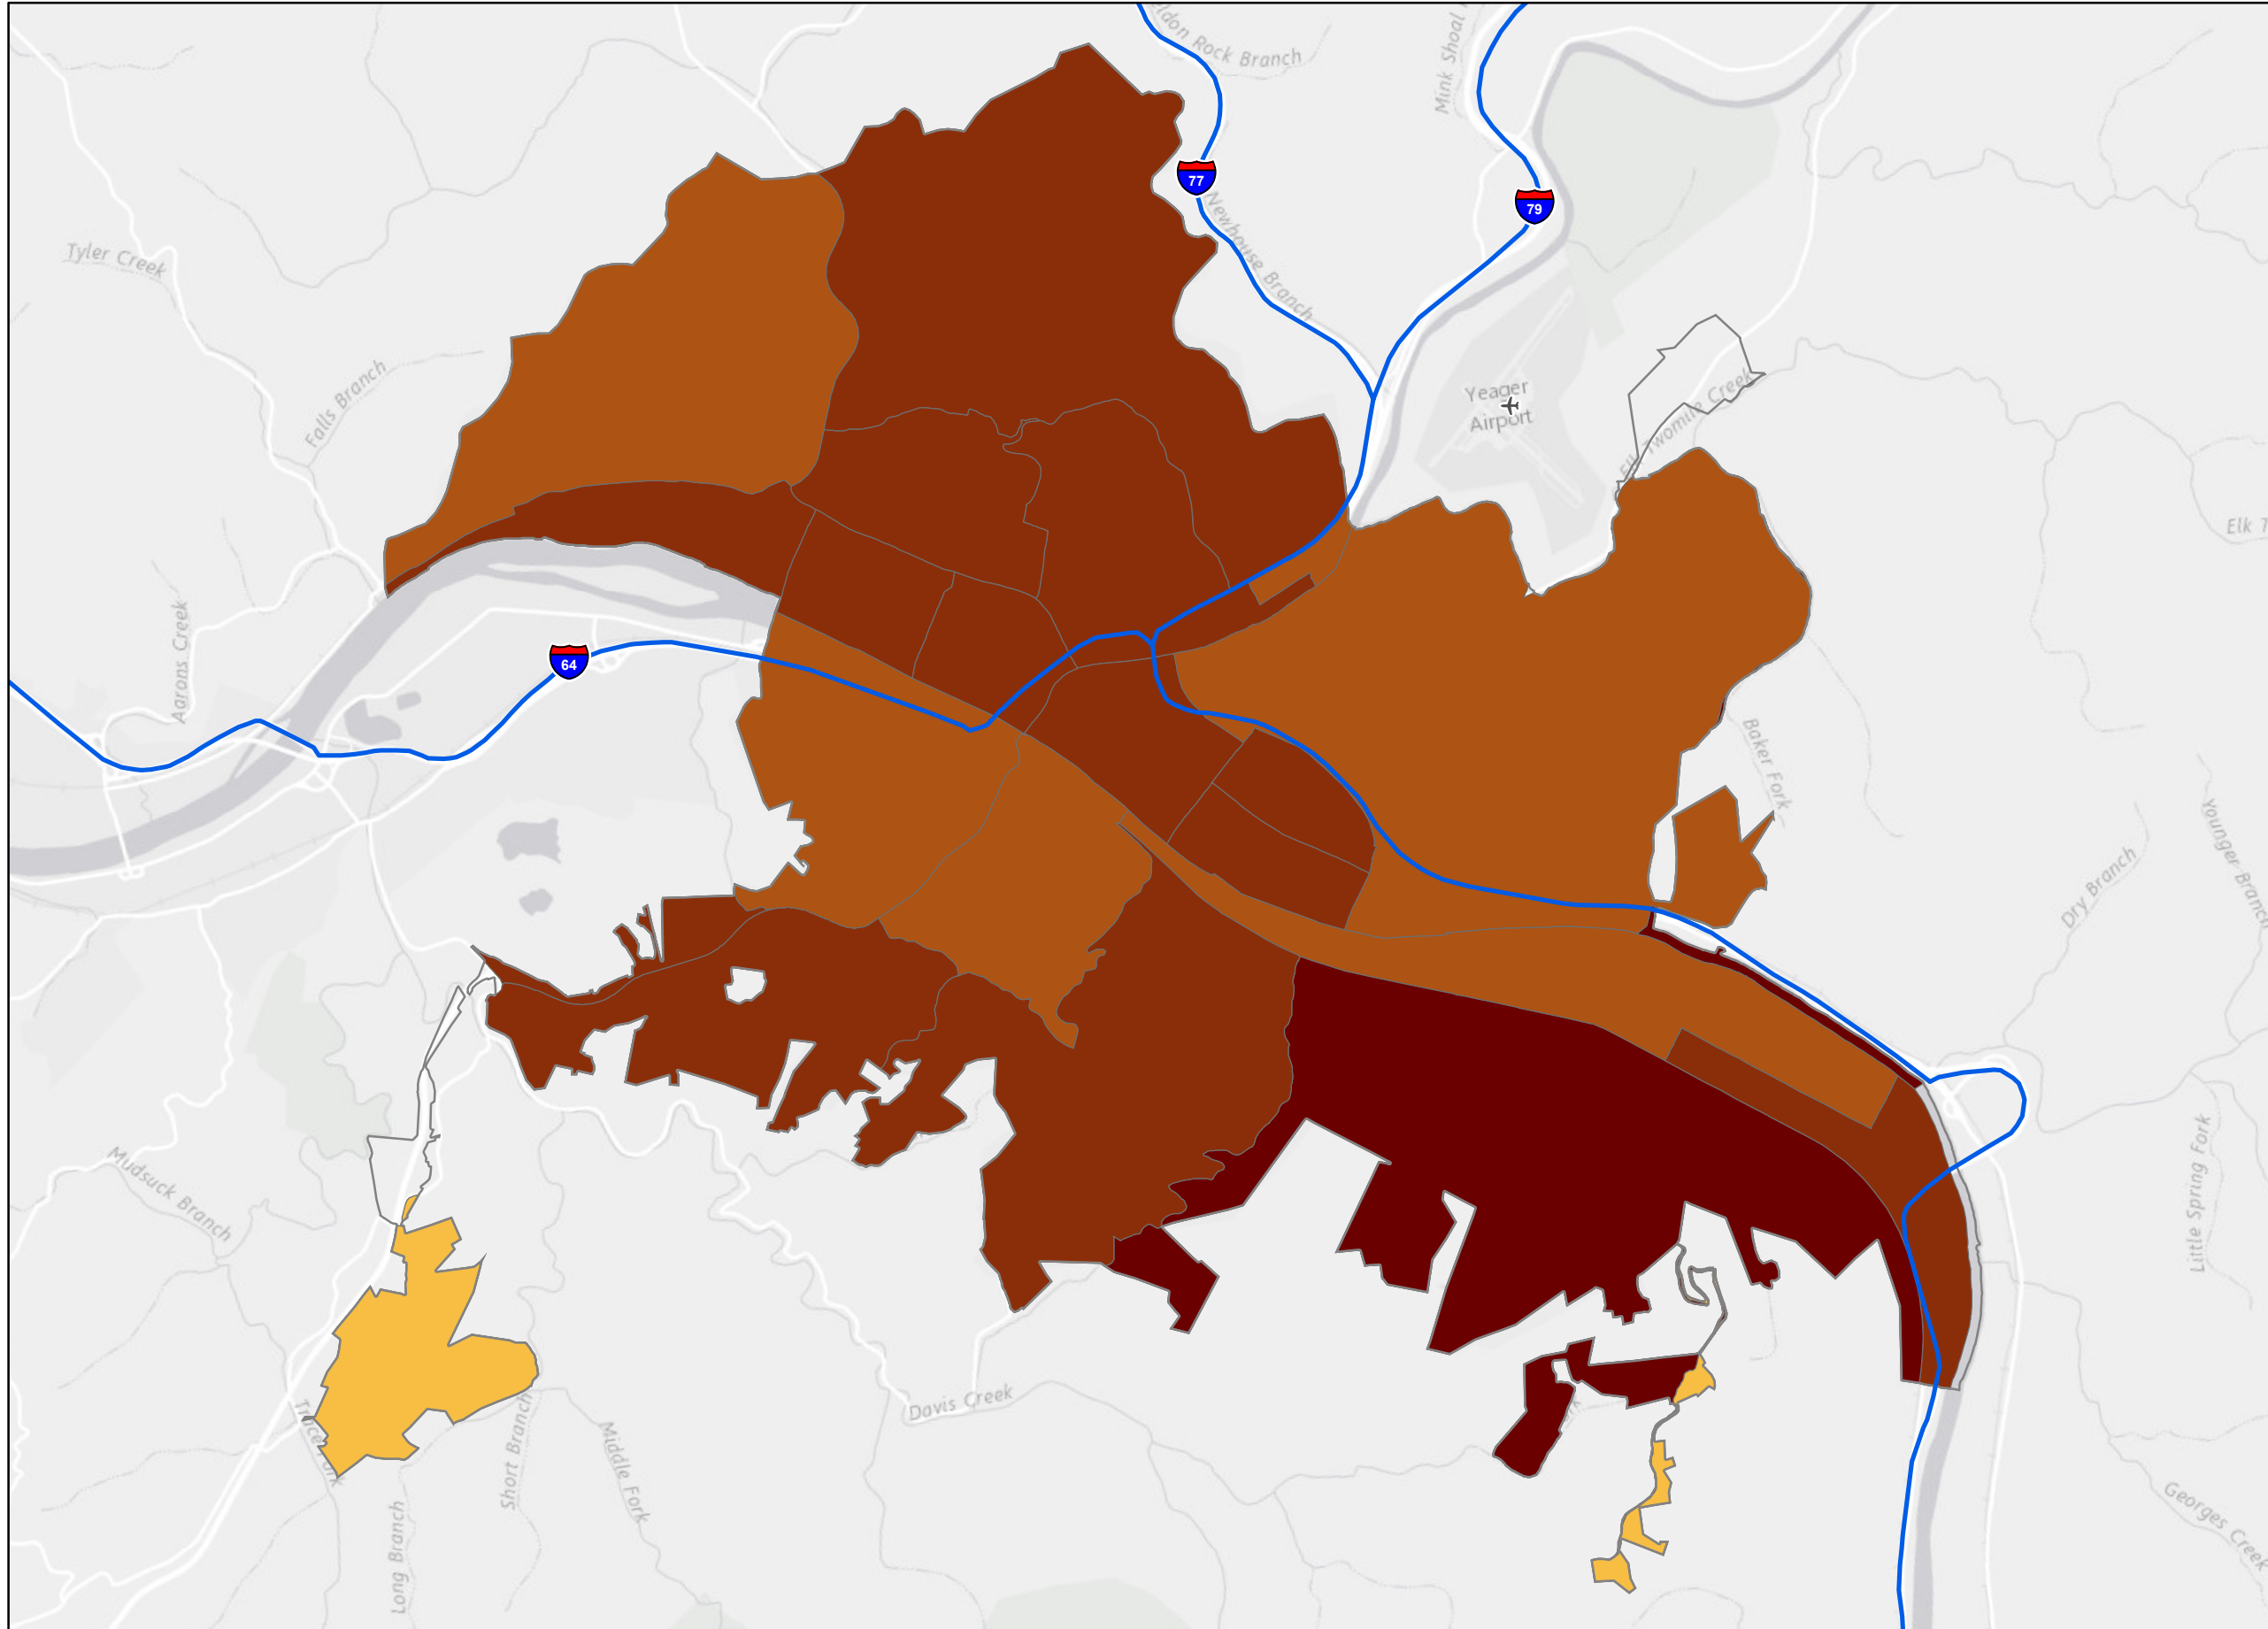 Rock Branch
Mink Shoal
77
79
Newhouse Branch
Tyler Creek
Falls Branch
Yeager
Airport
Elk Twomile Creek
Aarons Creek
64
Baker Fork
Younger Branch
Dry Branch
Mudsuck Branch
Little Spring Fork
Davis Creek
Short Branch
Middle Fork
Long Branch
Georges Creek